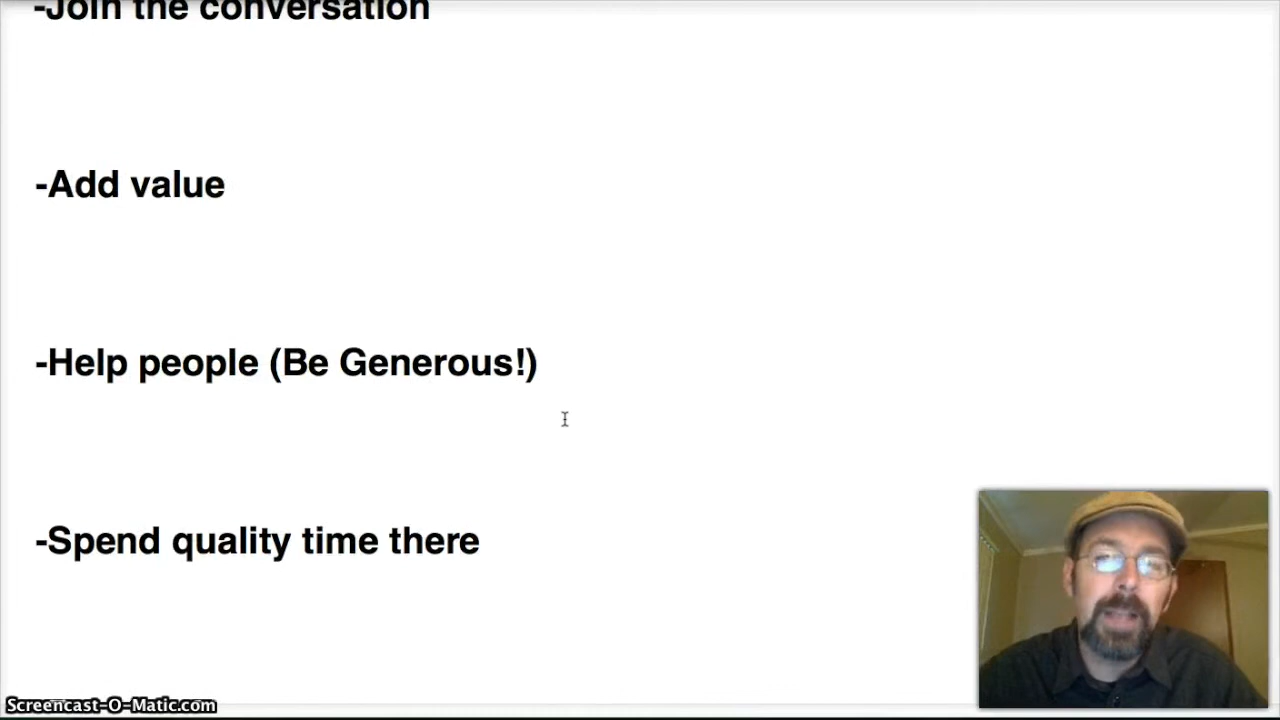 -Join the conversation
-Add value
-Help people (Be Generous!)
-Spend quality time there
Screencast-O-Matic.com